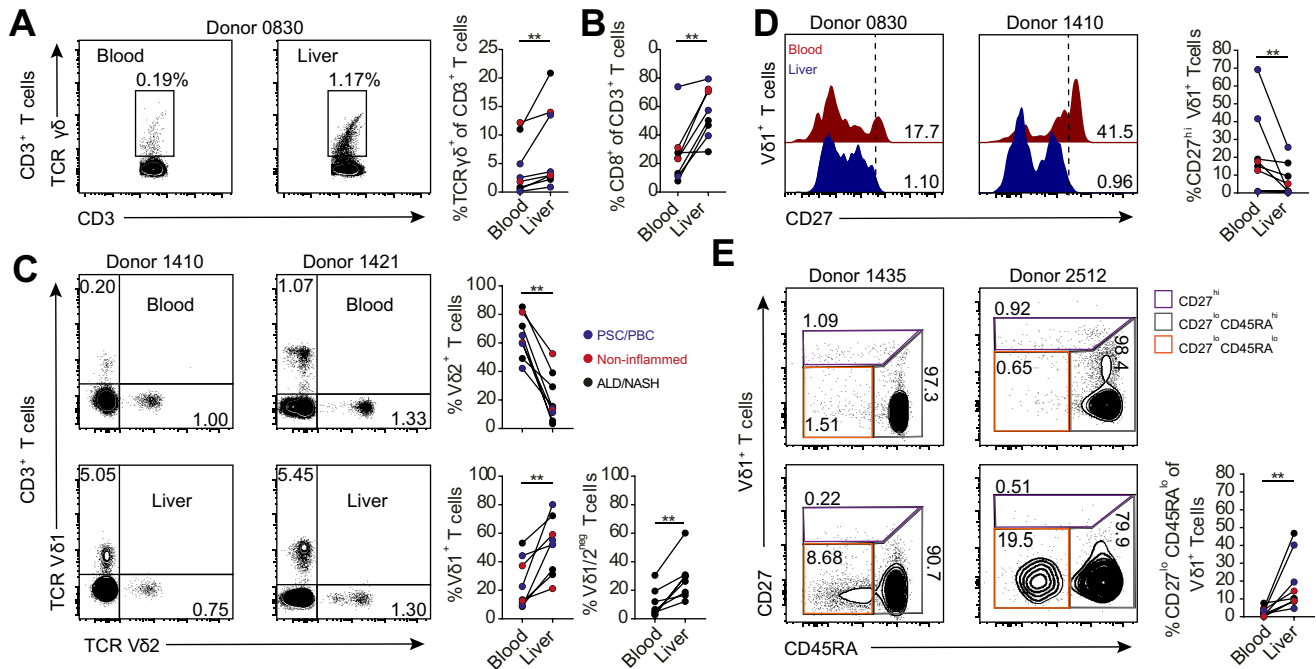 A
Donor 0830
Blood
0.19%
Liver
1.17%
CD3+ T cells
TCR γδ
CD3
**
%TCRγδ+ of CD3+ T cells
25
20
15
10
5
0
Blood
Liver
B
**
%CD8+ of CD3+ T cells
0
80
60
40
20
0
Blood
Liver
C
Donor 1410
Donor 1421
0.20
Blood
1.00
1.07
Blood
1.33
5.05
Liver
0.75
5.45
Liver
1.30
CD3+ T cells
TCR Vδ1
TCR Vδ2
**
% Vδ2+ T cells
100
80
60
40
20
0
PSC/PBC
Non-inflammed
ALD/NASH
**
%Vδ1+ T cells
100
80
60
40
20
0
Blood
Liver
**
%Vδ1/2neg T cells
100
80
60
40
20
0
Blood
Liver
D
Donor 0830
Donor 1410
Blood
Liver
17.7
1.10
41.5
0.96
Vδ1+ T cells
CD27
**
%CD27hi Vδ1+ Tcells
80
70
60
50
40
30
20
10
0
Blood
Liver
E
Donor 1435
Donor 2512
1.09
97.3
1.51
0.92
98.4
0.65
0.22
90.7
8.68
0.51
79.9
19.5
Vδ1+ T cells
CD27
CD45RA
CD27hi
CD27lo CD45RAhi
CD27lo CD45RAlo
**
%CD27lo CD45RAlo of
Vδ1+ Tcells
80
60
40
20
0
Blood
Liver